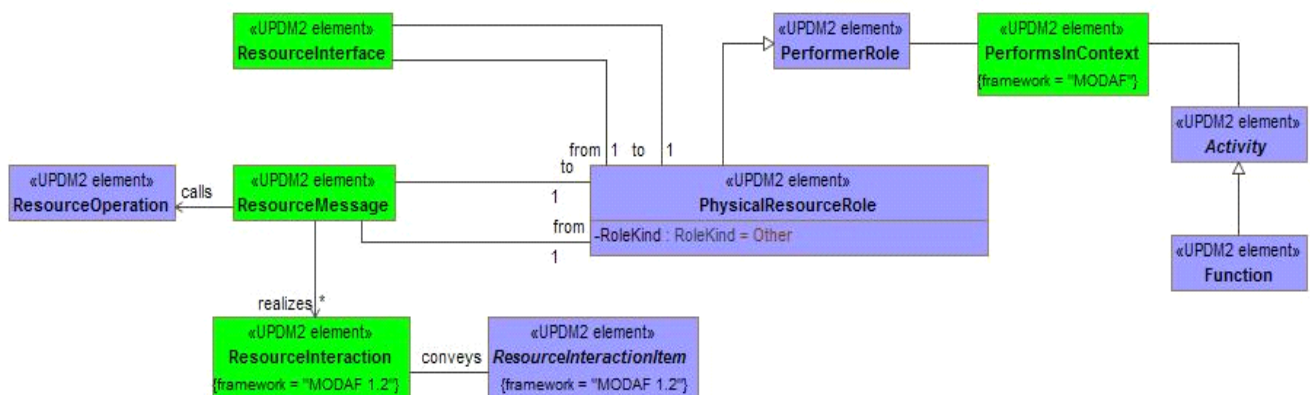 «UPDM2 element»
ResourceInterface
«UPDM2 element»
PerformerRole
«UPDM2 element»
PerformsInContext
{framework = "MODAF"}
«UPDM2 element»
Activity
from 1 to 1
to
1
«UPDM2 element»
ResourceOperation
calls
«UPDM2 element»
ResourceMessage
«UPDM2 element»
PhysicalResourceRole
-RoleKind : RoleKind = Other
from
1
«UPDM2 element»
Function
realizes *
«UPDM2 element»
ResourceInteraction
{framework = "MODAF 1.2"}
conveys
«UPDM2 element»
ResourceInteractionItem
{framework = "MODAF 1.2"}